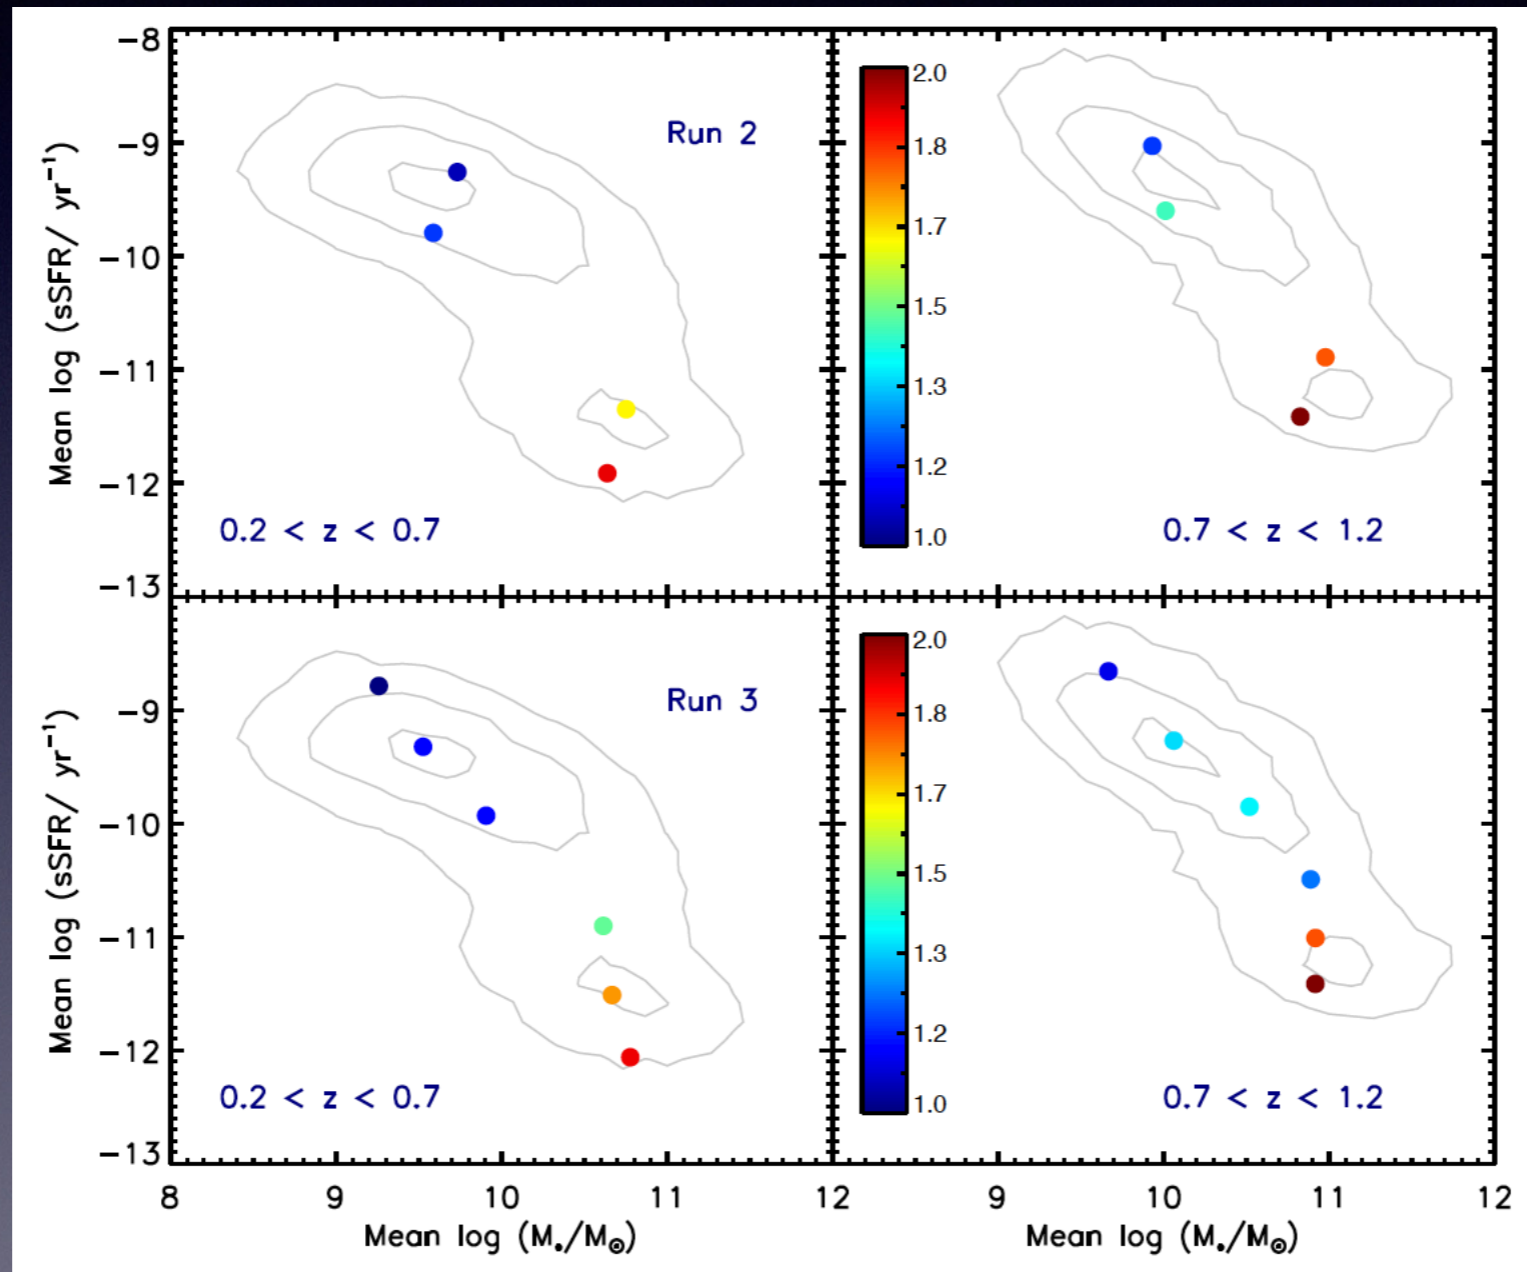 −8
−9
−10
−11
−12
−13
Mean log (sSFR/ yr⁻¹)
Run 2
0.2 < z < 0.7
2.0
1.8
1.7
1.5
1.3
1.2
1.0
0.7 < z < 1.2
−9
−10
−11
−12
−13
Mean log (sSFR/ yr⁻¹)
Run 3
0.2 < z < 0.7
2.0
1.8
1.7
1.5
1.3
1.2
1.0
0.7 < z < 1.2
8 9 10 11 12 9 10 11 12
Mean log (M⁎/M☉) Mean log (M⁎/M☉)